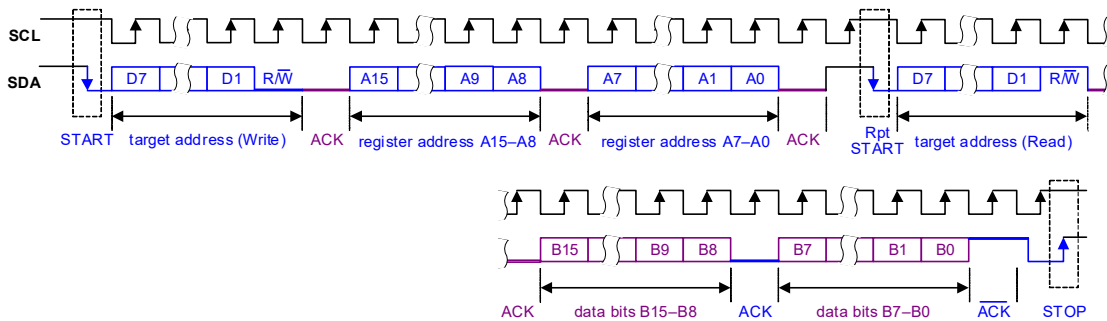 SCL
SDA D7 D1 R/W̅ A15 A9 A8 A7 A1 A0 D7 D1 R/W̅
START target address (Write) ACK register address A15–A8 ACK register address A7–A0 ACK Rpt START target address (Read)
B15 B9 B8 B7 B1 B0
ACK data bits B15–B8 ACK data bits B7–B0 A̅C̅K̅ STOP